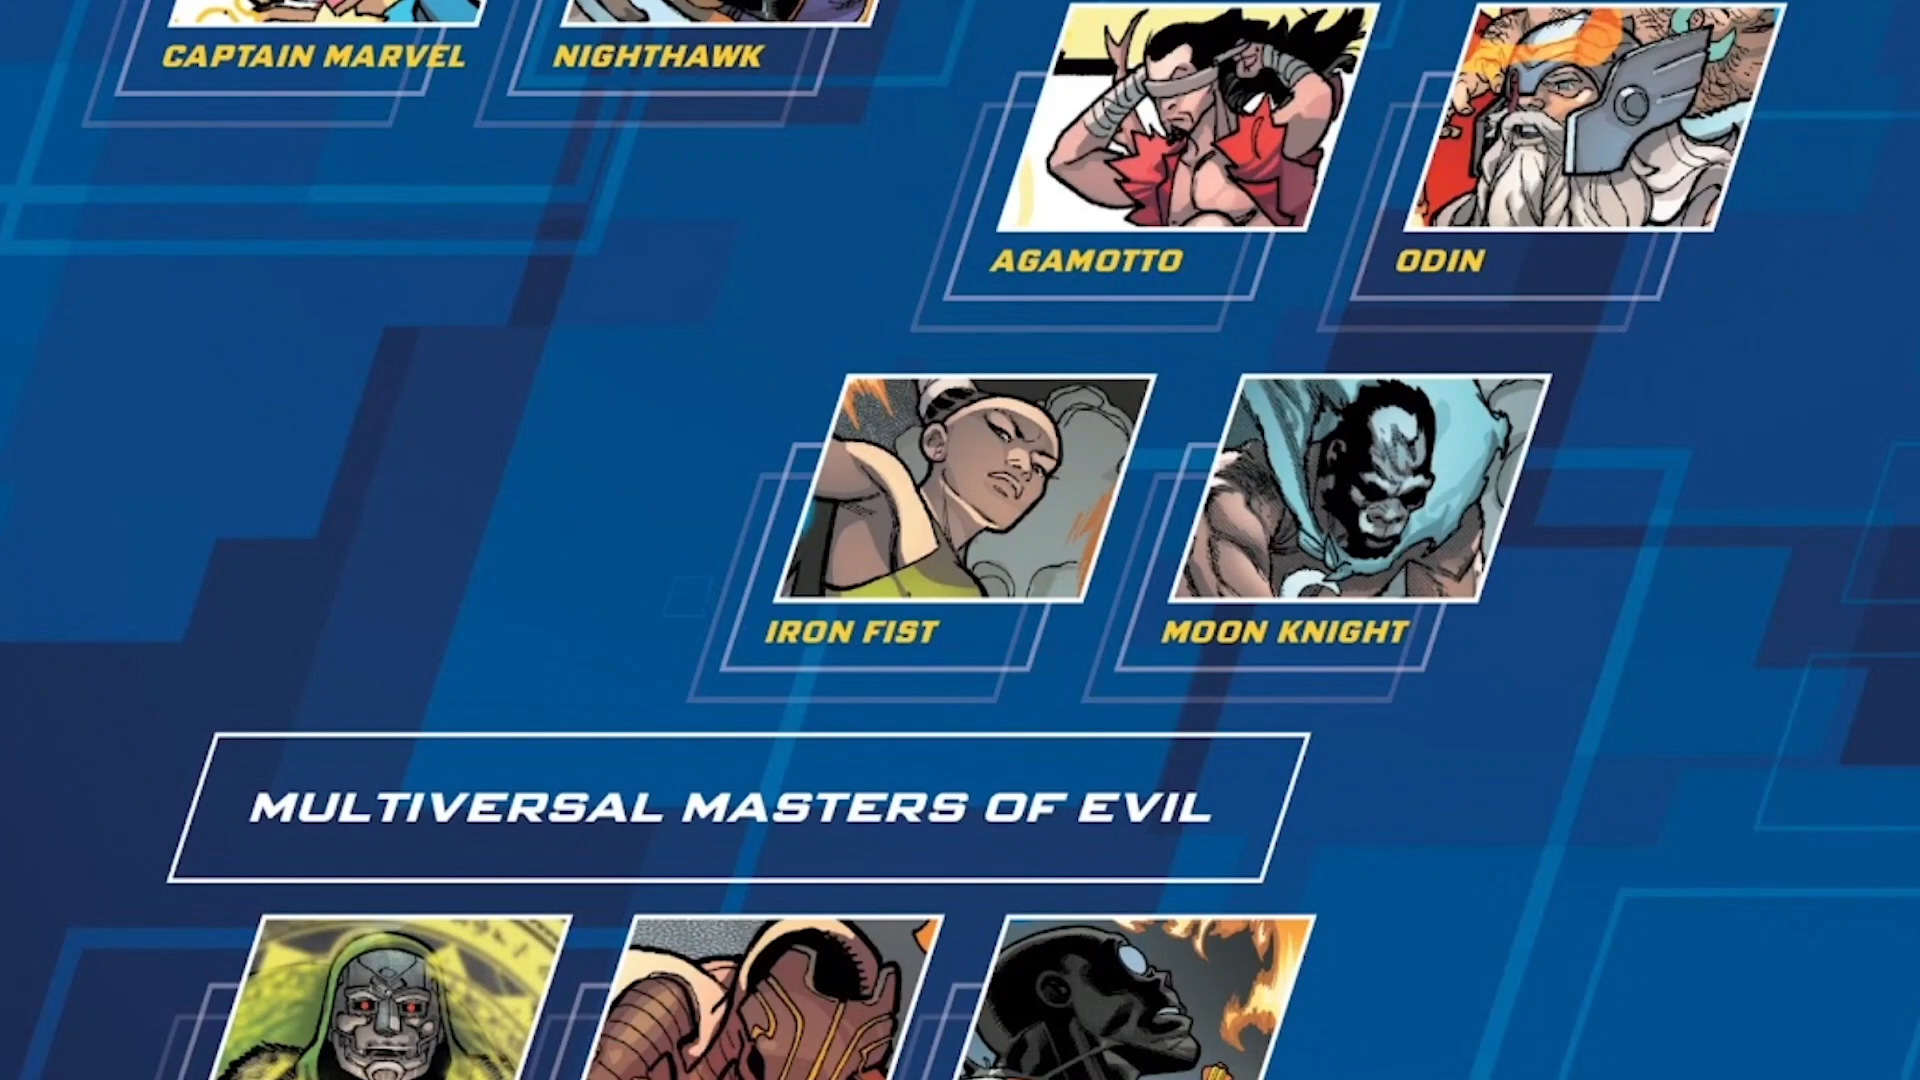 CAPTAIN MARVEL
NIGHTHAWK
AGAMOTTO
ODIN
IRON FIST
MOON KNIGHT
MULTIVERSAL MASTERS OF EVIL